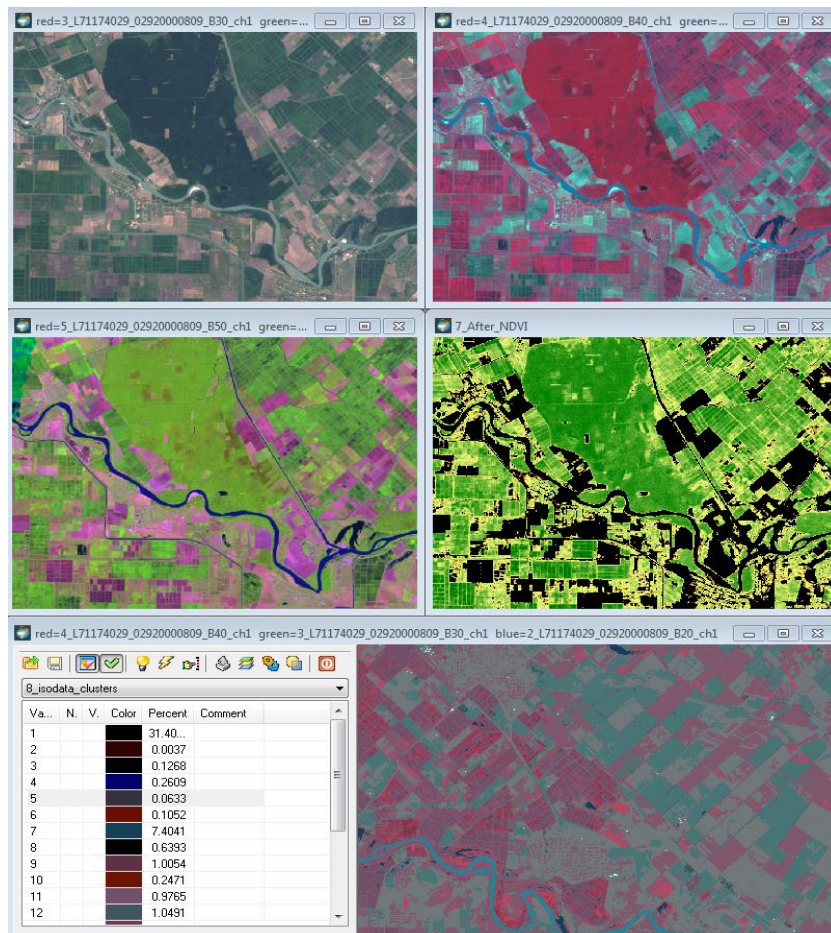 red=3_L71174029_02920000809_B30_ch1 green=...
red=4_L71174029_02920000809_B40_ch1 green=...
red=5_L71174029_02920000809_B50_ch1 green=...
7_After_NDVI
red=4_L71174029_02920000809_B40_ch1 green=3_L71174029_02920000809_B30_ch1 blue=2_L71174029_02920000809_B20_ch1
8_isodata_clusters
Va... N. V. Color Percent Comment
1 31.40...
2 0.0037
3 0.1268
4 0.2609
5 0.0633
6 0.1052
7 7.4041
8 0.6393
9 1.0054
10 0.2471
11 0.9765
12 1.0491